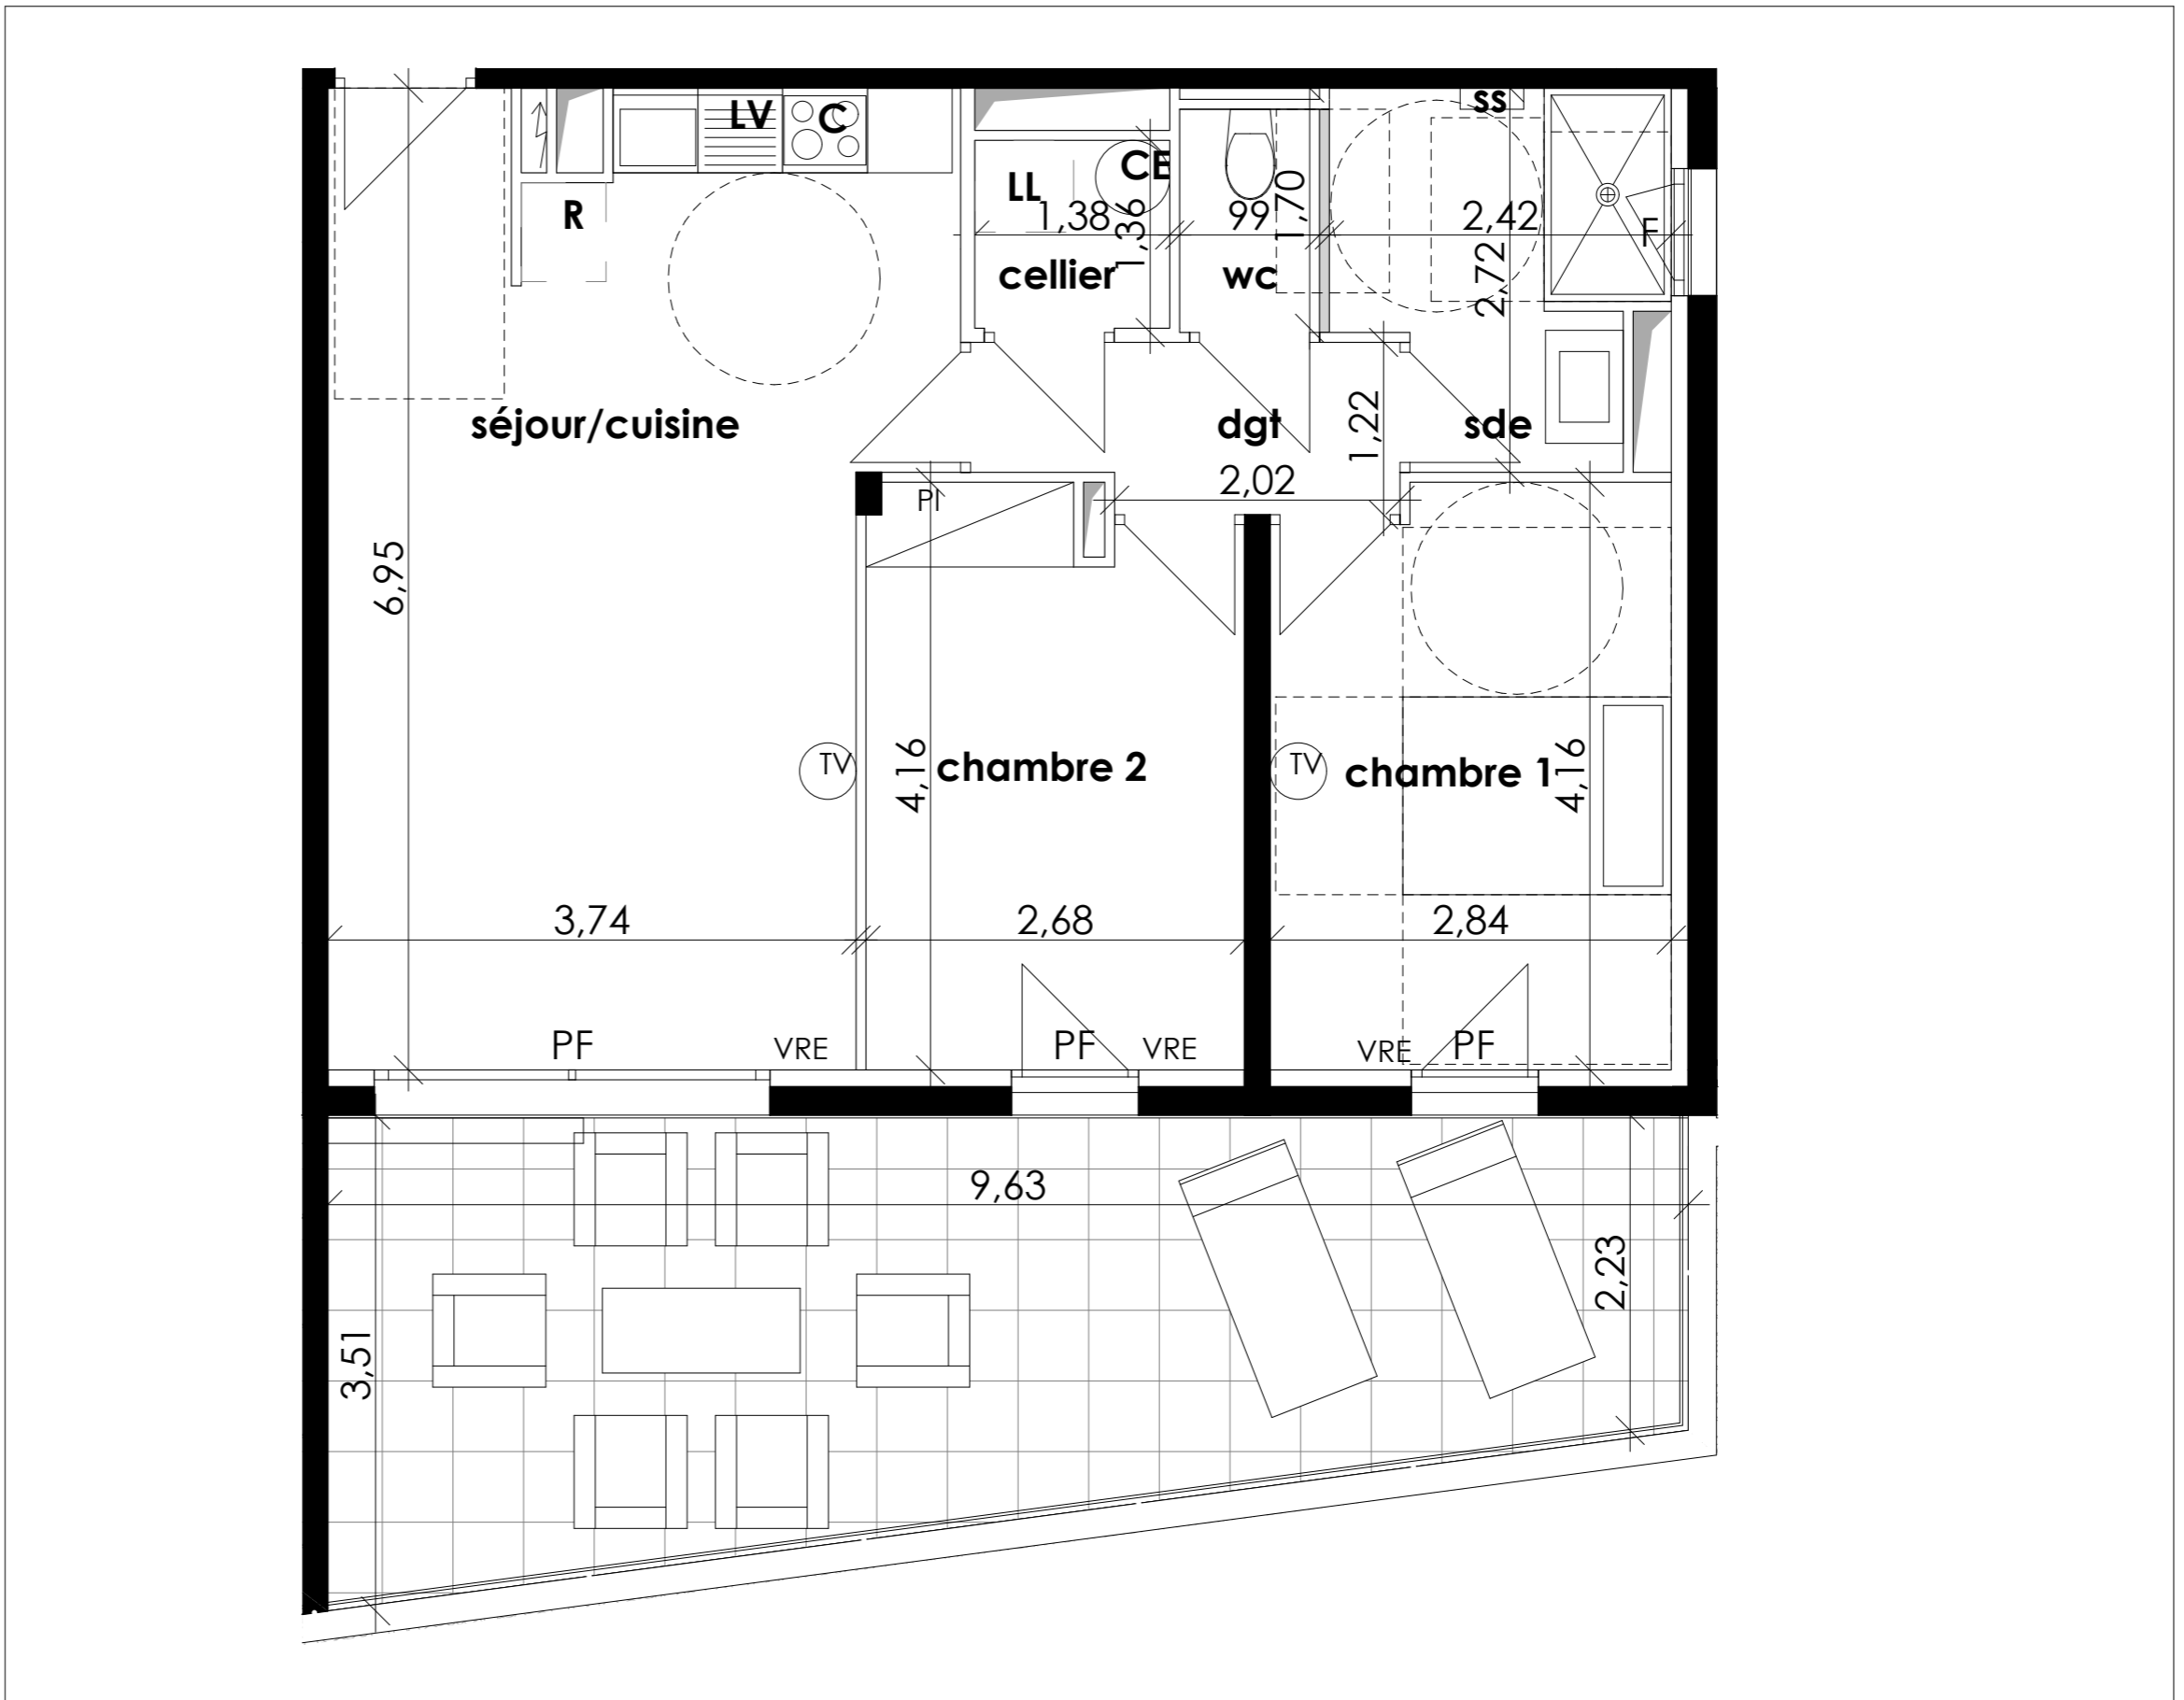 LV
C
ss
CE
LL
R
1,38
1,36
99
1,70
2,42
F
2,72
cellier
wc
séjour/cuisine
dgt
1,22
sde
2,02
Pl
6,95
TV
4,16
chambre 2
TV
chambre 1
4,16
3,74
2,68
2,84
PF
VRE
PF
VRE
VRE
PF
9,63
2,23
3,51